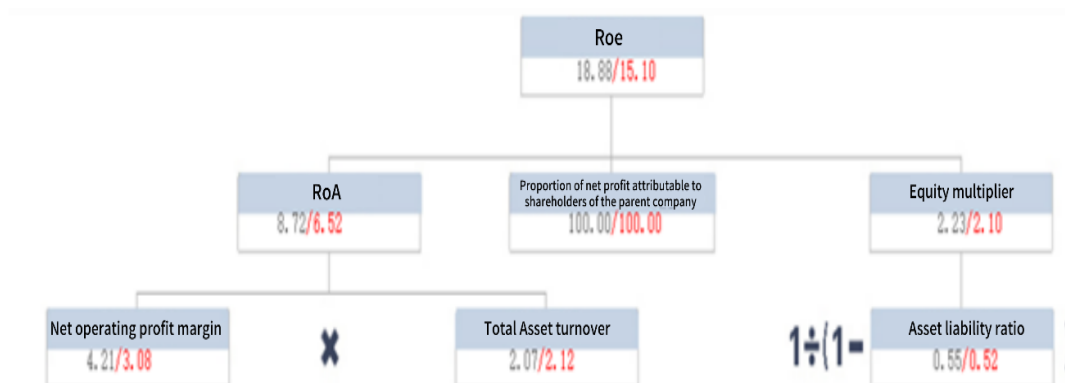 Roe
18.88/15.10
RoA
Proportion of net profit attributable to
shareholders of the parent company
Equity multiplier
8.72/6.52
100.00/100.00
2.23/2.10
Net operating profit margin
Total Asset turnover
Asset liability ratio
4.21/3.08
×
2.07/2.12
1÷(1-
0.55/0.52